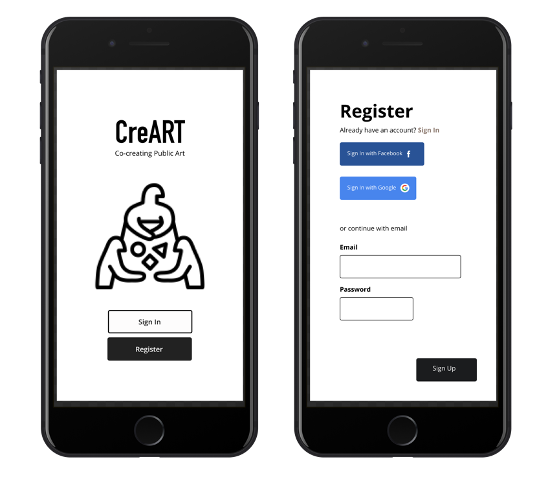 CreART
Co-creating Public Art
Sign In
Register
Register
Already have an account? Sign In
Sign in with Facebook f
Sign in with Google G
or continue with email
Email
Password
Sign Up